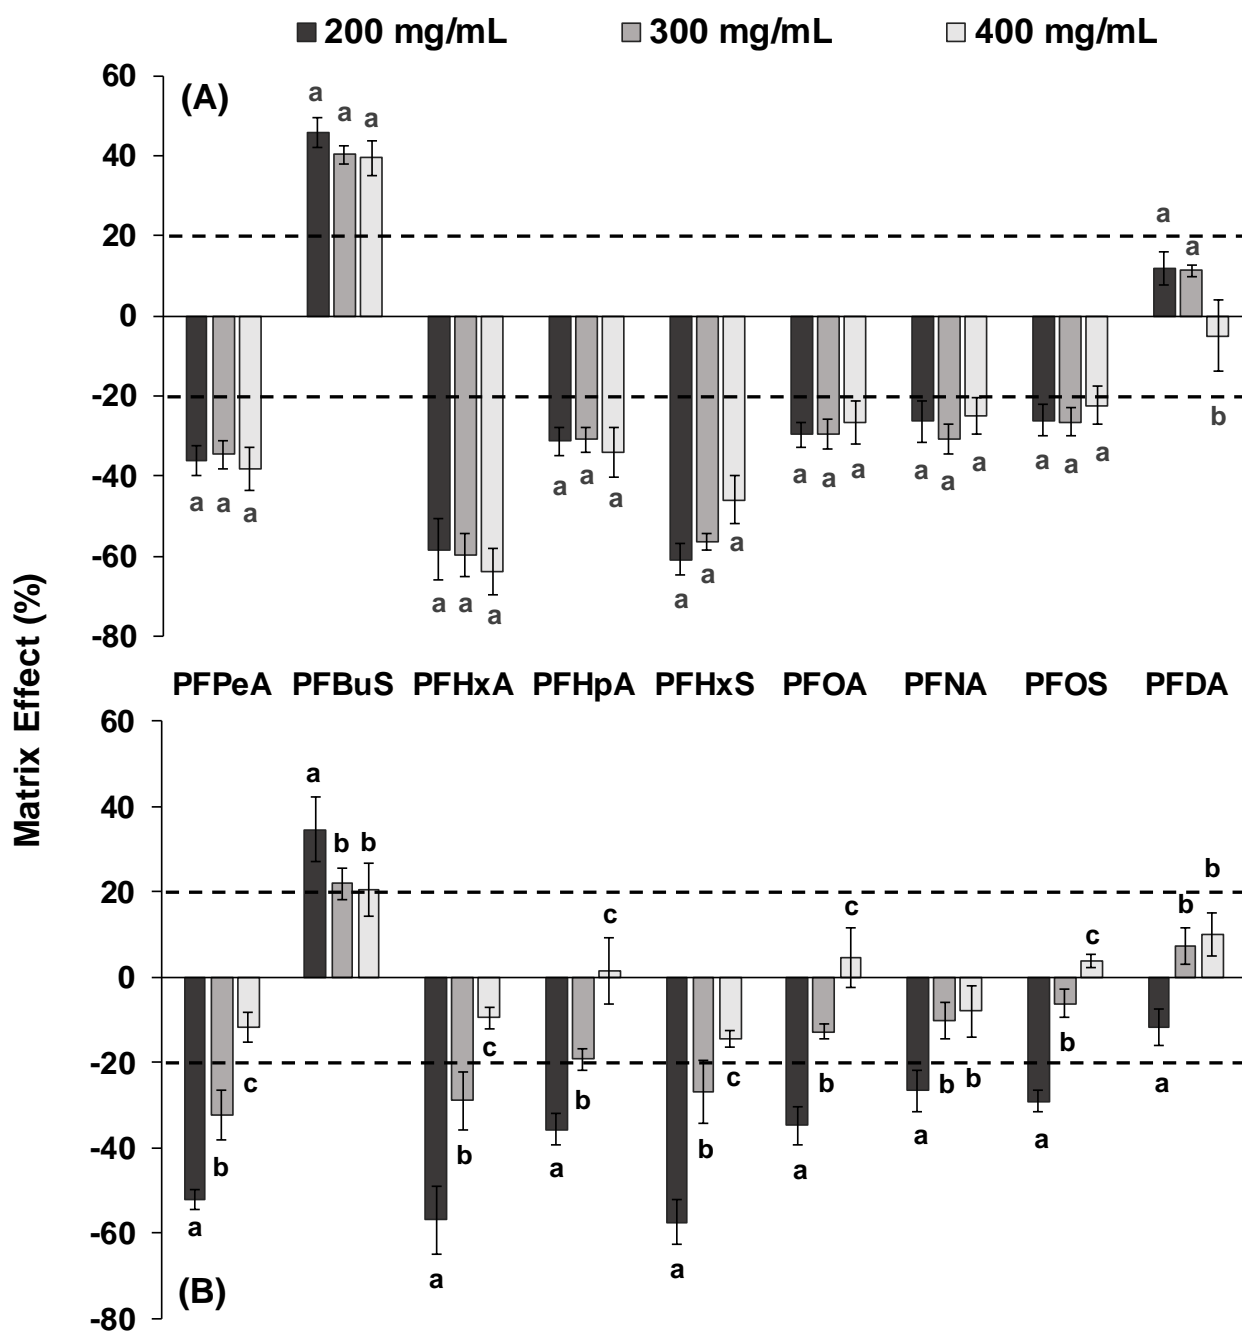 200 mg/mL 300 mg/mL 400 mg/mL
60 (A)
a a a
40
20
a a
0
-20
b
-40
a a a a a a a a a a a a a a a
-60
a a a a a a
-80
Matrix Effect (%)
PFPeA PFBuS PFHxA PFHpA PFHxS PFOA PFNA PFOS PFDA
60
a b b
40
20
c c c b b
0
-20
a b c a b c a b a b c a b a b b a b a
-40
-60
-80
(B)